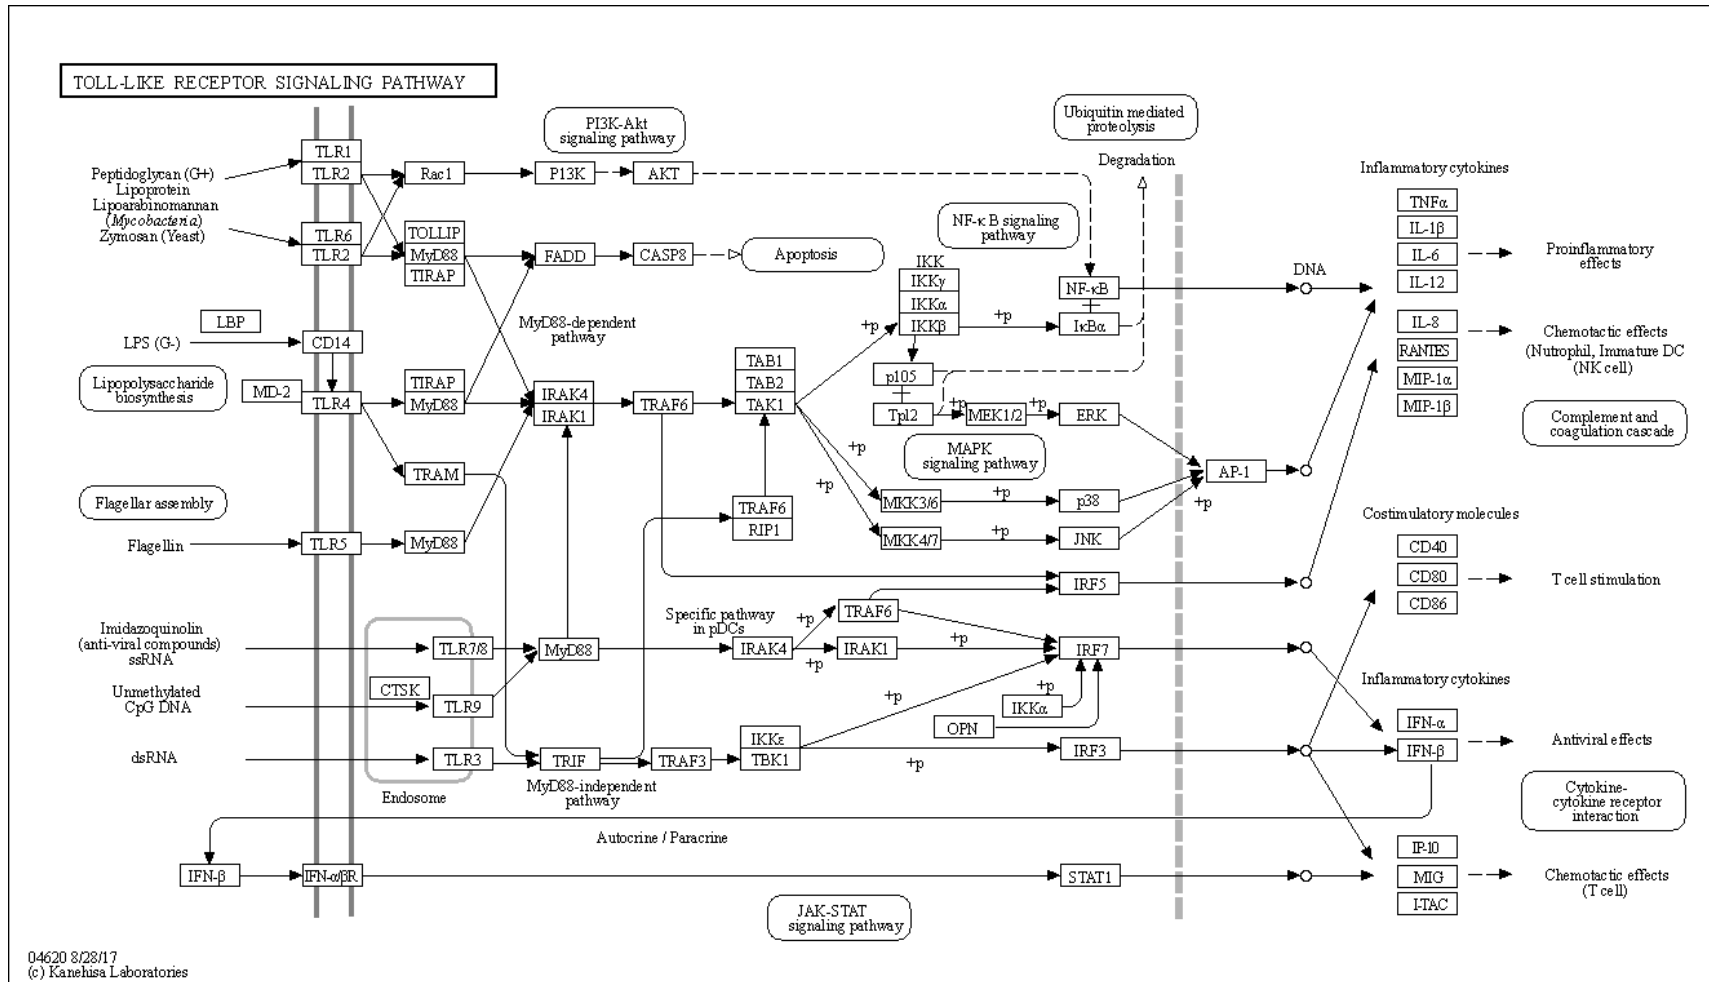 TOLL-LIKE RECEPTOR SIGNALING PATHWAY
PI3K-Akt
signaling pathway
Ubiquitin mediated
proteolysis
Degradation
Inflammatory cytokines
TLR1
TLR2
Peptidoglycan (G+)
Lipoprotein
Lipoarabinomannan
(Mycobacteria)
Zymosan (Yeast)
Rac1
P13K
AKT
TLR6
TLR2
TOLLIP
MyD88
TIRAP
FADD
CASP8
Apoptosis
NF-κ B signaling
pathway
TNFα
IL-1β
IL-6
IL-12
Proinflammatory
effects
IKK
IKKγ
IKKα
IKKβ
NF-κB
IκBα
DNA
+p
+p
LBP
LPS (G-)
CD14
MyD88-dependent
pathway
IL-8
RANTES
MIP-1α
MIP-1β
Chemotactic effects
(Nutrophil, Immature DC
(NK cell)
Lipopolysaccharide
biosynthesis
MD-2
TLR4
TIRAP
MyD88
IRAK4
IRAK1
TRAF6
TAB1
TAB2
TAK1
p105
Tpl2
+p
MEK1/2
+p
ERK
Complement and
coagulation cascade
MAPK
signaling pathway
+p
+p
TRAM
AP-1
Flagellar assembly
TRAF6
RIP1
MKK3/6
+p
p38
+p
MKK4/7
+p
JNK
Flagellin
TLR5
MyD88
Costimulatory molecules
CD40
CD80
CD86
T cell stimulation
IRF5
Specific pathway
in pDCs
TRAF6
+p
Imidazoquinolin
(anti-viral compounds)
ssRNA
TLR7/8
MyD88
IRAK4
+p
IRAK1
+p
IRF7
Unmethylated
CpG DNA
CTSK
TLR9
+p
+p
IKKα
OPN
Inflammatory cytokines
IFN-α
IFN-β
Antiviral effects
dsRNA
TLR3
TRIF
TRAF3
IKKε
TBK1
+p
IRF3
Endosome
MyD88-independent
pathway
Cytokine-
cytokine receptor
interaction
Autocrine / Paracrine
IFN-β
IFN-α/βR
STAT1
IP-10
MIG
I-TAC
Chemotactic effects
(T cell)
JAK-STAT
signaling pathway
04620 8/28/17
(c) Kanehisa Laboratories